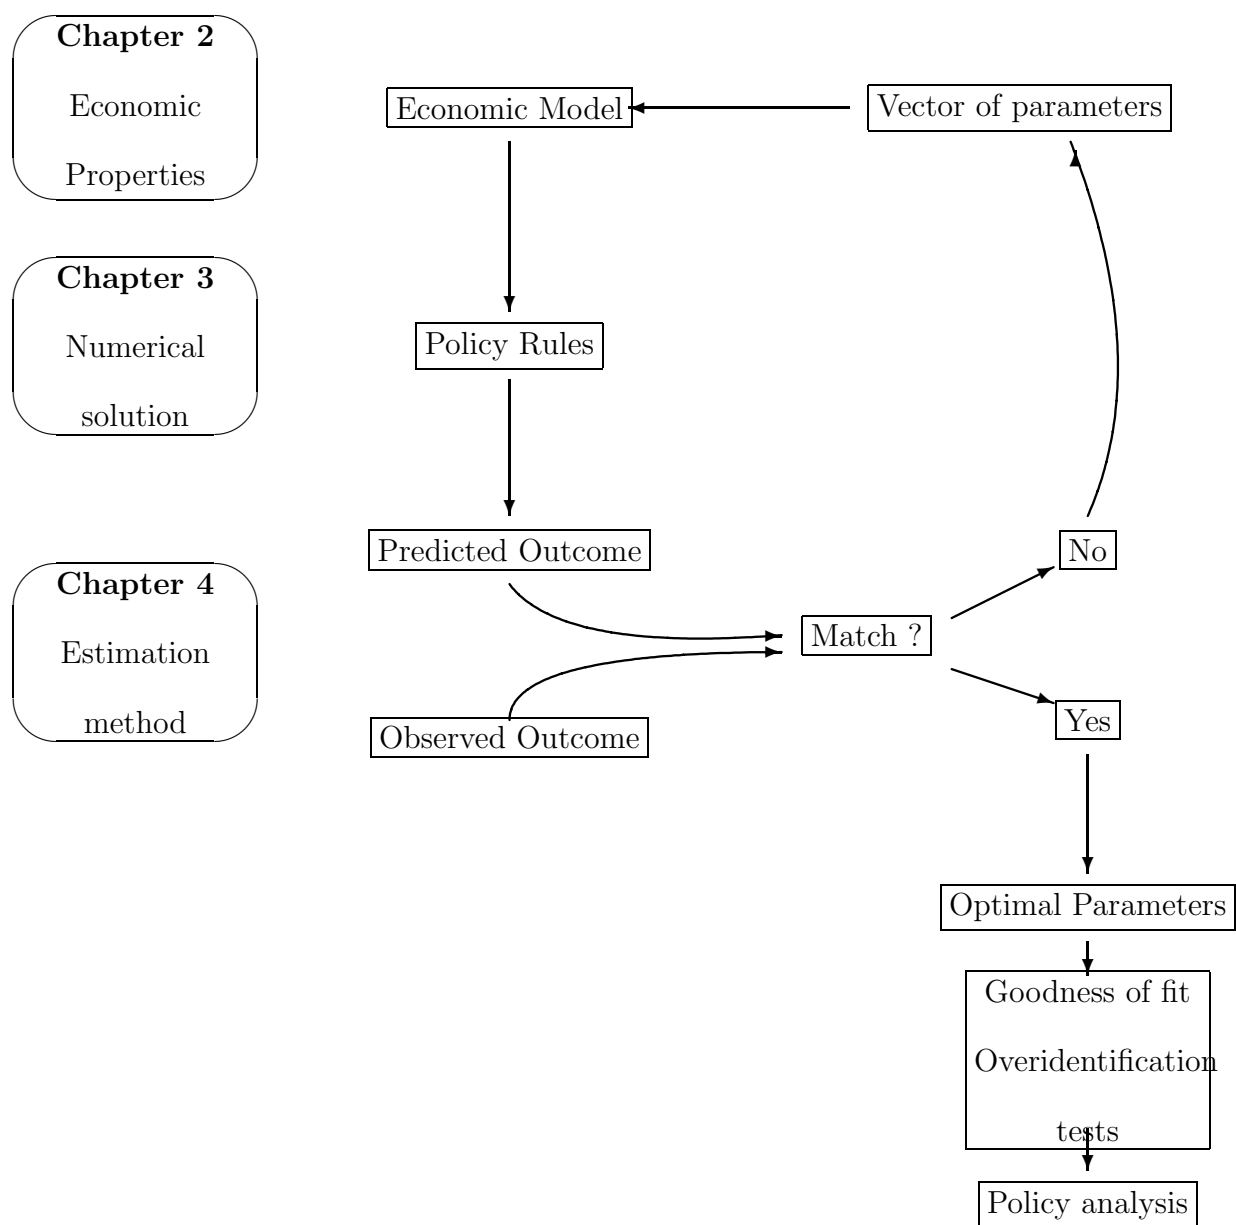 Chapter 2
Economic
Properties
Economic Model
Vector of parameters
Chapter 3
Numerical
solution
Policy Rules
Chapter 4
Estimation
method
Predicted Outcome
No
Match ?
Observed Outcome
Yes
Optimal Parameters
Goodness of fit
Overidentification
tests
Policy analysis